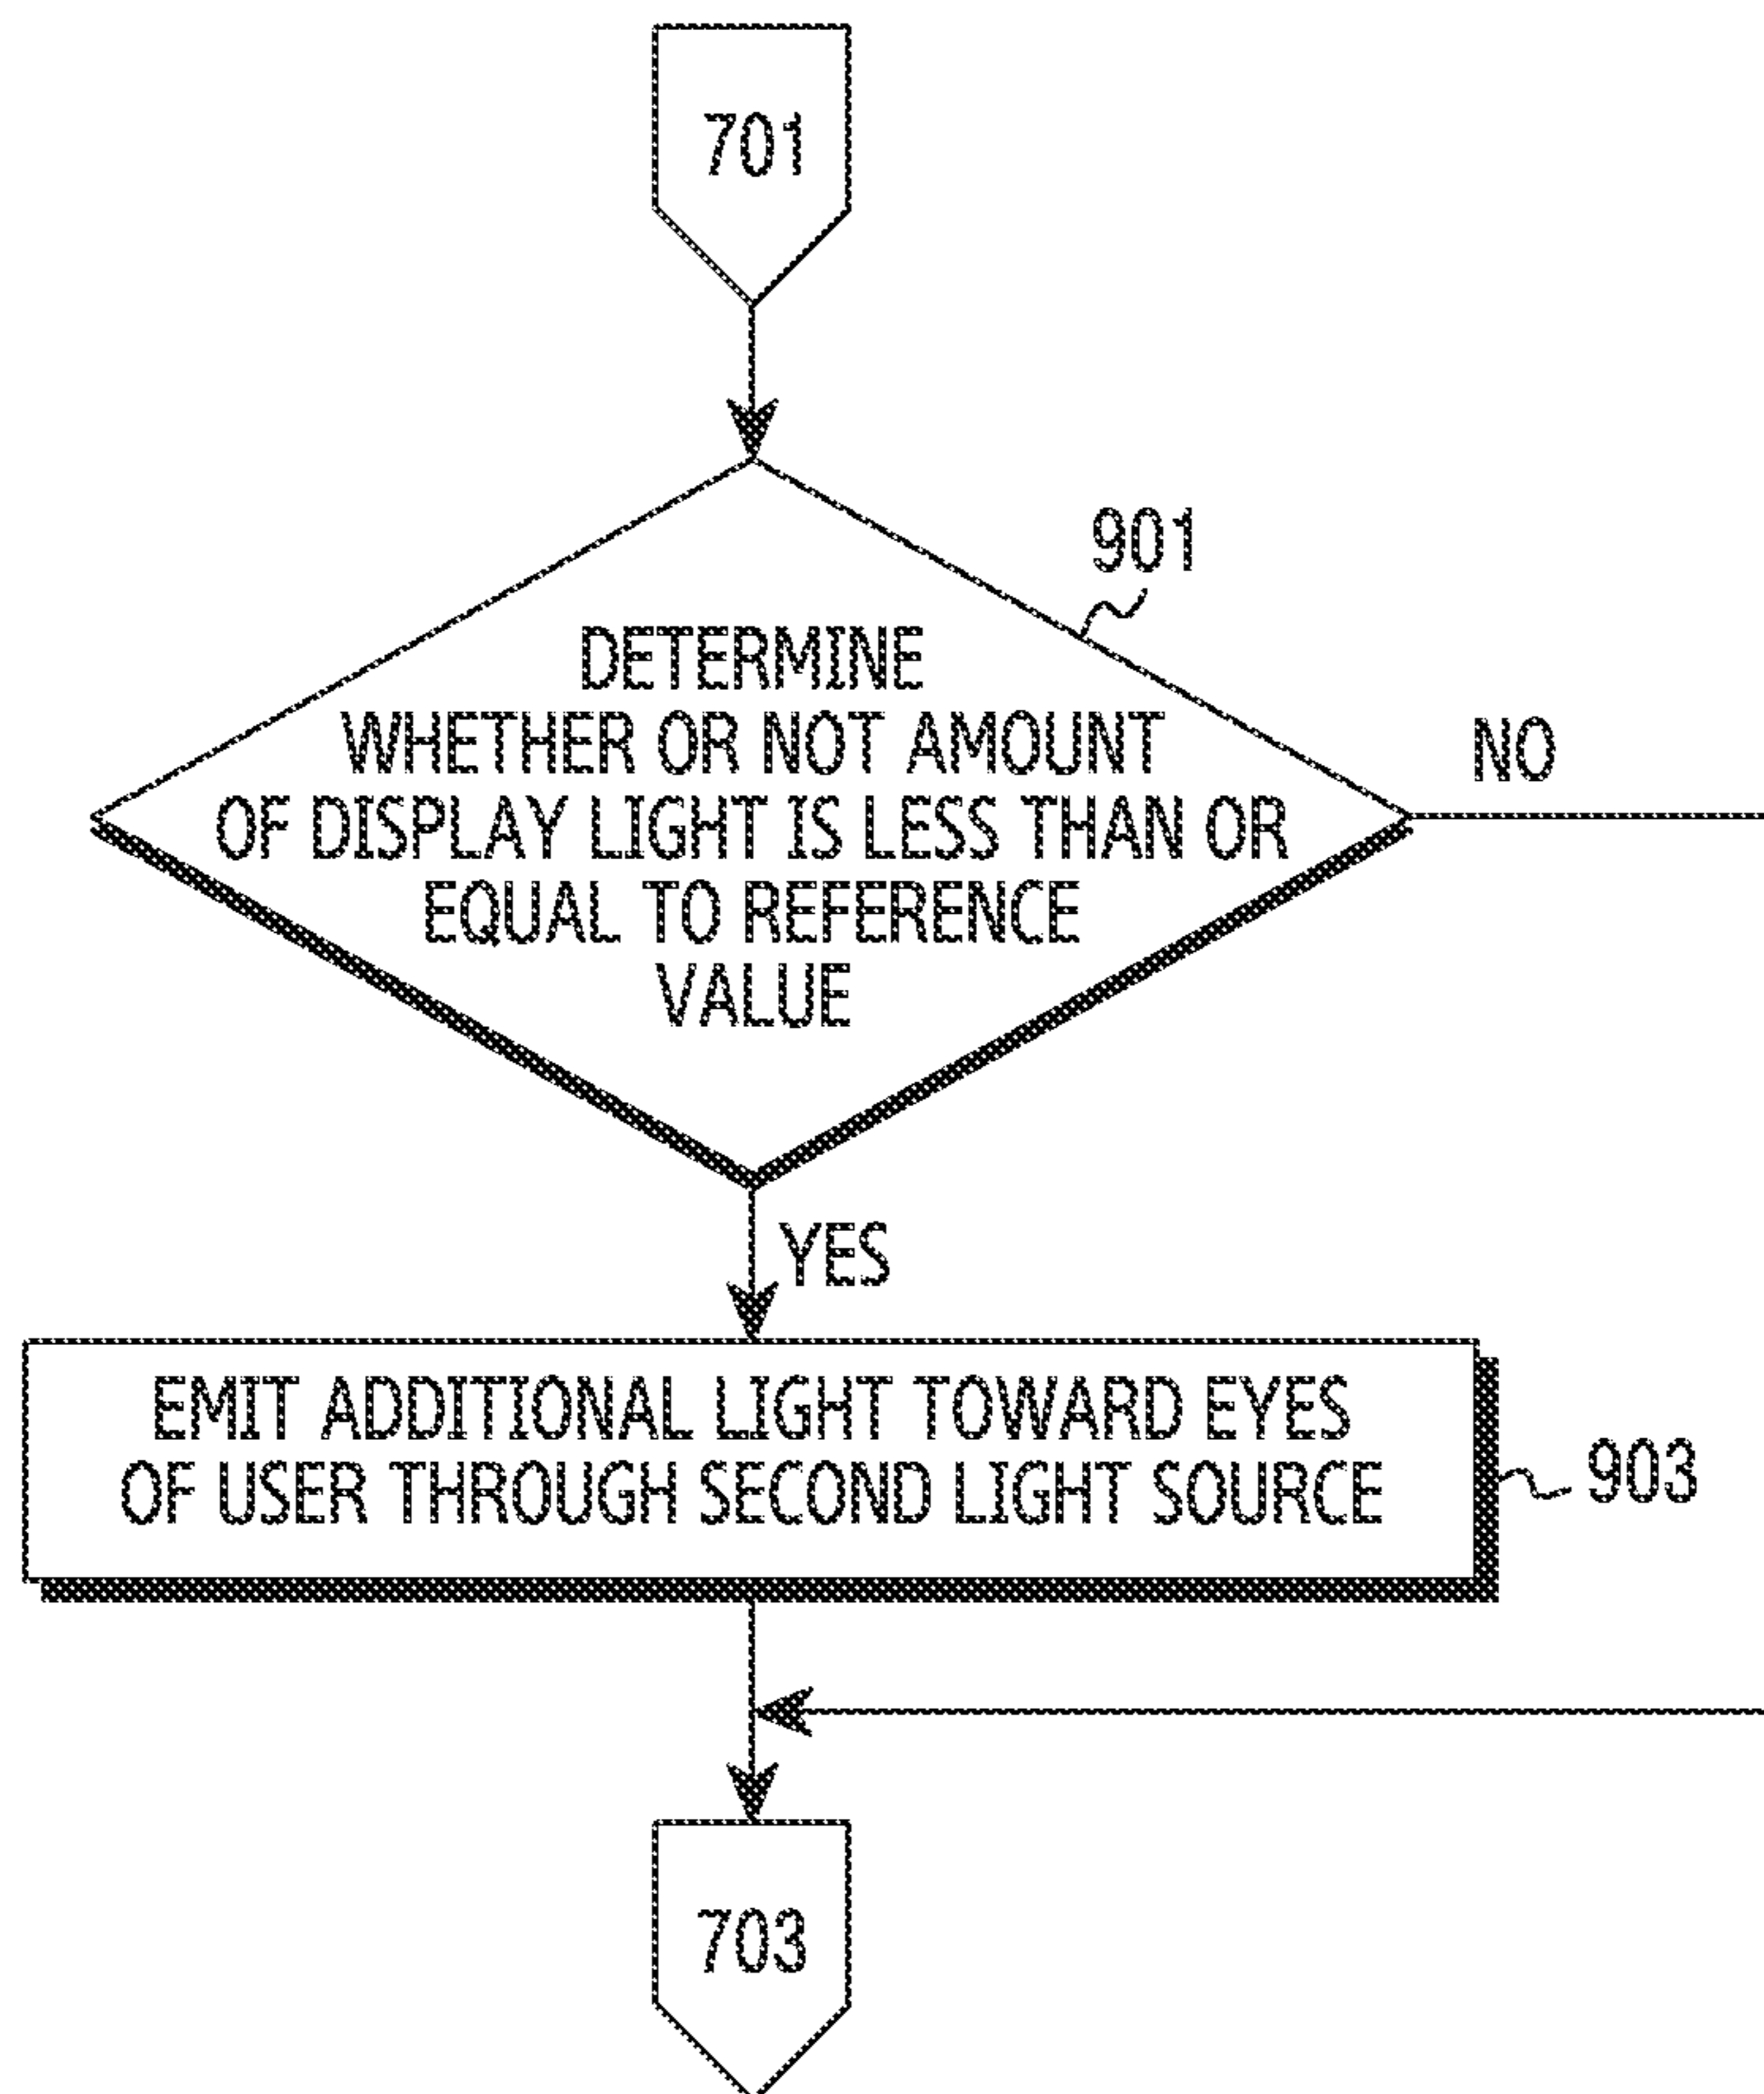 701
901
DETERMINE
WHETHER OR NOT AMOUNT
OF DISPLAY LIGHT IS LESS THAN OR
EQUAL TO REFERENCE
VALUE
NO
YES
EMIT ADDITIONAL LIGHT TOWARD EYES
OF USER THROUGH SECOND LIGHT SOURCE
903
703